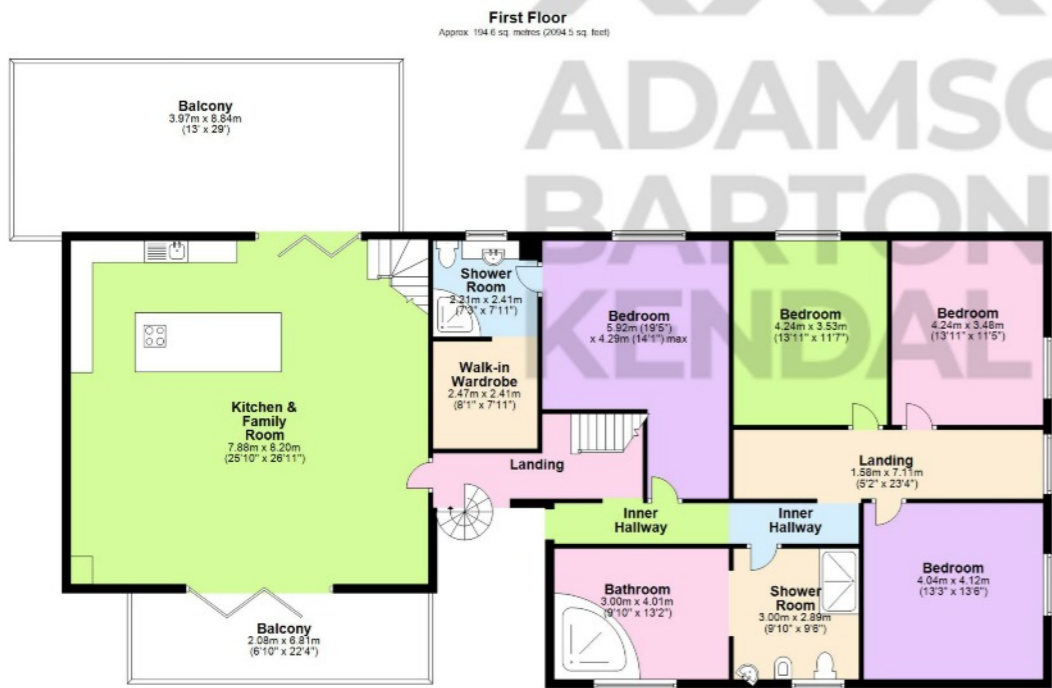 First Floor
Approx. 194.6 sq. metres (2094.5 sq. feet)
ADAMSO
BARTON
KENDAL
Balcony
3.97m x 8.84m
(13' x 29')
Shower
Room
2.21m x 2.41m
(7'3" x 7'11")
Bedroom
5.92m (19'5")
x 4.29m (14'1") max
Bedroom
4.24m x 3.53m
(13'11" x 11'7")
Bedroom
4.24m x 3.48m
(13'11" x 11'5")
Walk-in
Wardrobe
2.47m x 2.41m
(8'1" x 7'11")
Kitchen &
Family
Room
7.88m x 8.20m
(25'10" x 26'11")
Landing
Landing
1.58m x 7.11m
(5'2" x 23'4")
Inner
Hallway
Inner
Hallway
Bathroom
3.00m x 4.01m
(9'10" x 13'2")
Shower
Room
3.00m x 2.89m
(9'10" x 9'6")
Bedroom
4.04m x 4.12m
(13'3" x 13'6")
Balcony
2.08m x 6.81m
(6'10" x 22'4")